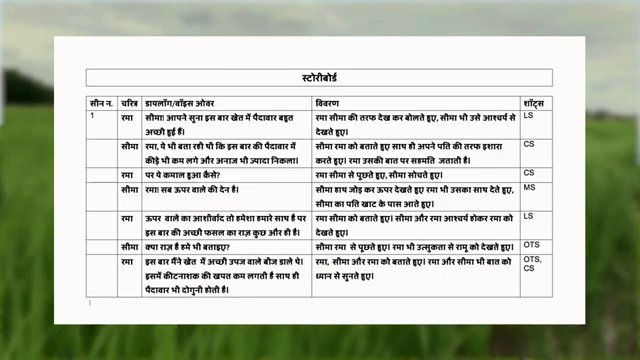 स्टोरीबोर्ड
सीन न. चरित्र डायलॉग/वॉइस ओवर विवरण शॉट्स
1 रमा सीमा! आपने सुना इस बार खेत में पैदावार बहुत रमा सीमा की तरफ देख कर बोलते हुए, सीमा भी उसे आश्चर्य से LS
अच्छी हुई हैं। देखते हुए।
सीमा रमा, ये भी बता रही थी कि इस बार की पैदावार में सीमा रमा को बताते हुए साथ ही अपने पति की तरफ इशारा CS
कीड़े भी कम लगे और अनाज भी ज्यादा निकला। करते हुए। रमा उसकी बात पर सहमति जताती है।
रमा पर ये कमाल हुआ कैसे? रमा सीमा से पूछते हुए, सीमा सोचते हुए। CS
सीमा रमा! सब ऊपर वाले की देन है। सीमा हाथ जोड़ कर ऊपर देखते हुए रमा भी उसका साथ देते हुए, MS
सीमा का पति खाट के पास आते हुए।
रमा ऊपर वाले का आशीर्वाद तो हमेशा हमारे साथ है पर रमा सीमा को बताते हुए। सीमा और रमा आश्चर्य होकर रमा को LS
इस बार की अच्छी फसल का राज़ कुछ और ही है। देखते हुए।
सीमा क्या राज़ है हमे भी बताइए? सीमा रमा से पूछते हुए। रमा भी उत्सुकता से रामू को देखते हुए। OTS
रमा इस बार मैंने खेत में अच्छी उपज वाले बीज डाले थे। रमा, सीमा और रमा को बताते हुए। रमा और सीमा भी बात को OTS,
इसमें कीटनाशक की खपत कम लगती है साथ ही ध्यान से सुनते हुए। CS
पैदावार भी दोगुनी होती है।